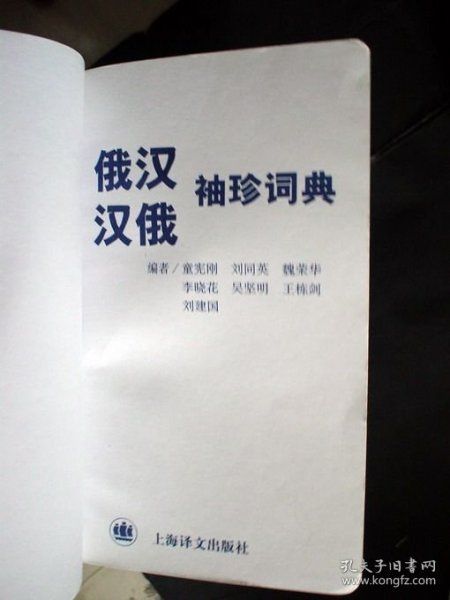 俄汉
汉俄
袖珍词典
编者/童宪刚 刘同英 魏荣华
李晓花 吴坚明 王栋剑
刘建国
上海译文出版社
孔夫子旧书网
www.kongfz.com